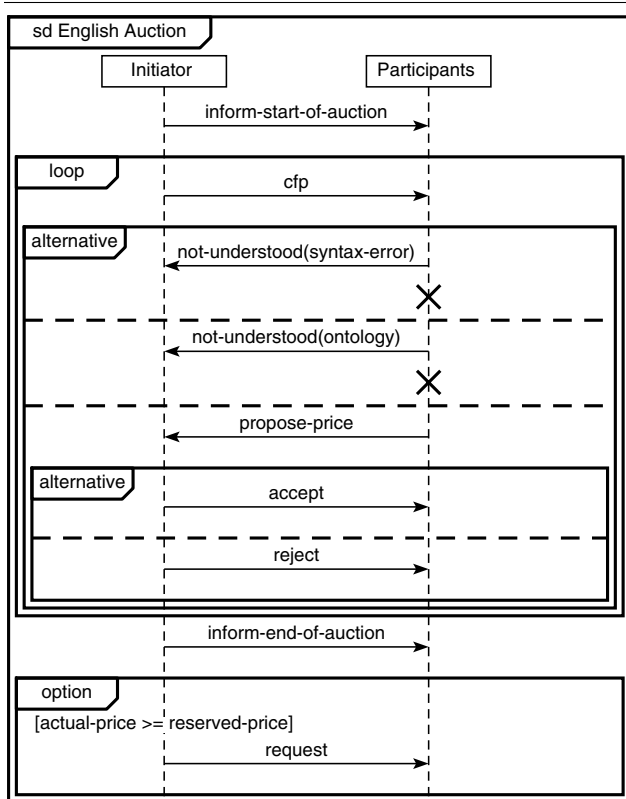 sd English Auction
Initiator
Participants
inform-start-of-auction
loop
cfp
alternative
not-understood(syntax-error)
not-understood(ontology)
propose-price
alternative
accept
reject
inform-end-of-auction
option
[actual-price >= reserved-price]
request